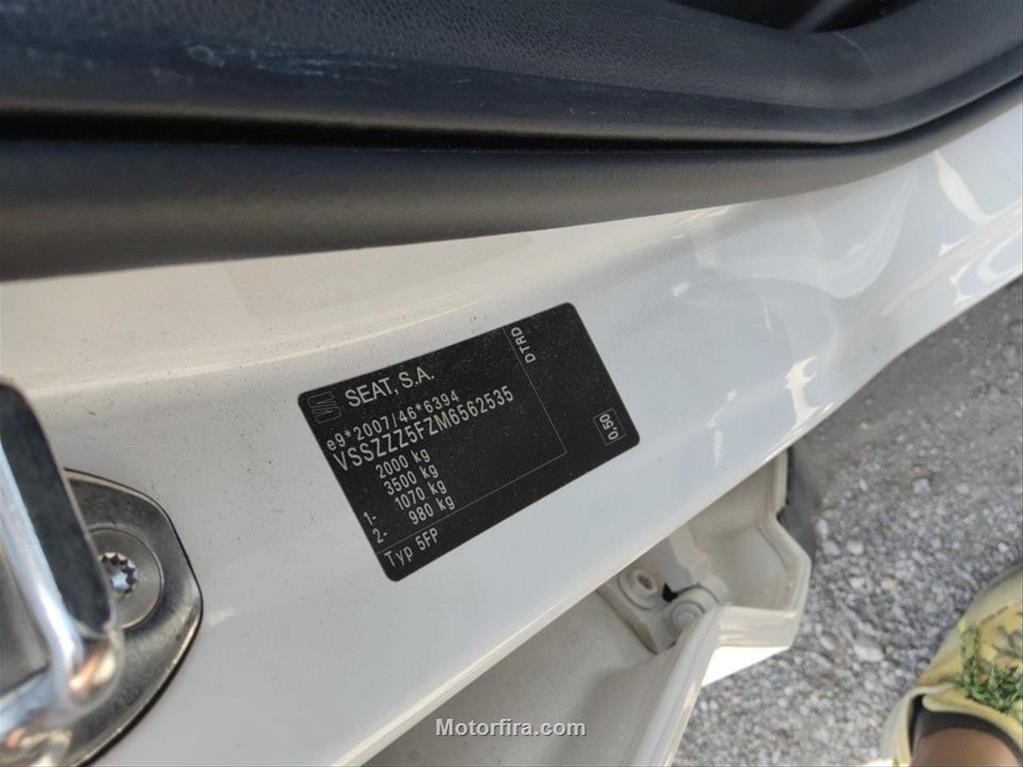 SEAT, S.A.
e9*2007/46*6394
VSSZZZ5FZM6562535
2000 kg
3500 kg
1- 1070 kg
2- 980 kg
Typ 5FP
DTRD
0,50
Motorfira.com